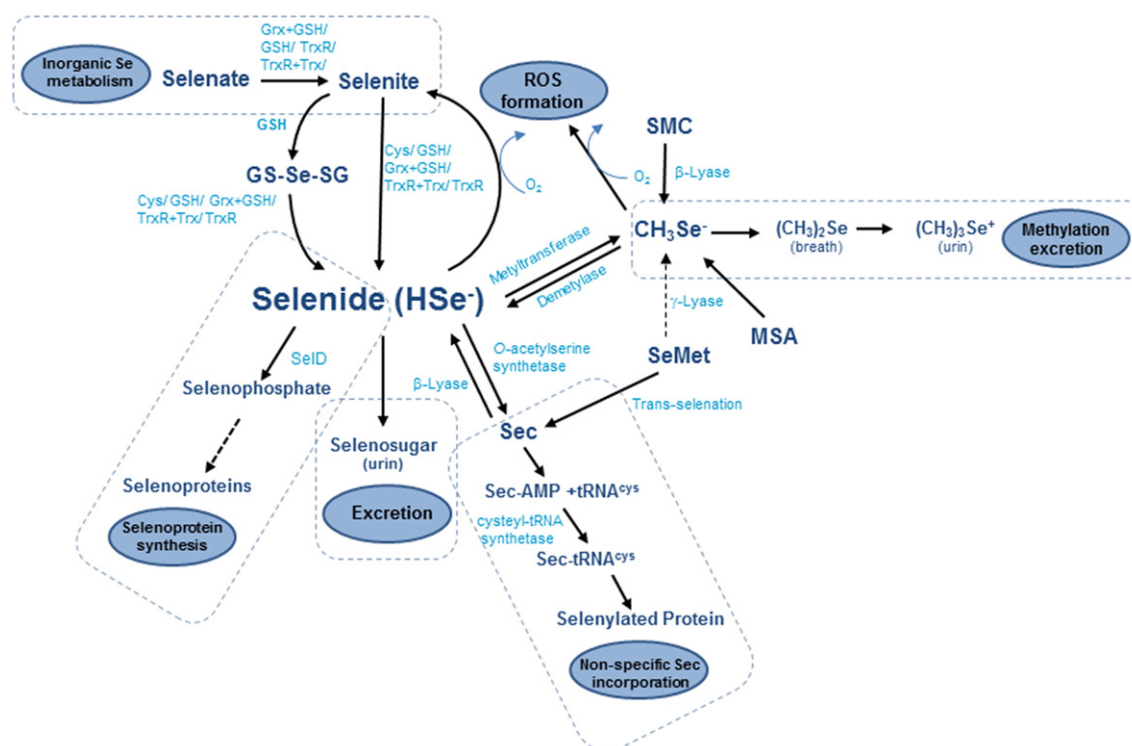 Inorganic Se
metabolism
Selenate
Grx+GSH/
GSH/ TrxR/
TrxR+Trx/
Selenite
ROS
formation
GSH
GS-Se-SG
Cys/ GSH/ Grx+GSH/
TrxR+Trx/ TrxR
Cys/ GSH/
Grx+GSH/
TrxR+Trx/ TrxR
O₂
O₂
SMC
β-Lyase
CH₃Se⁻
(CH₃)₂Se
(breath)
(CH₃)₃Se⁺
(urin)
Methylation
excretion
Metyltransferase
Demetylase
Selenide (HSe⁻)
γ-Lyase
MSA
SeMet
SelD
Selenophosphate
β-Lyase
O-acetylserine
synthetase
Trans-selenation
Sec
Selenosugar
(urin)
Excretion
Selenoproteins
Selenoprotein
synthesis
Sec-AMP +tRNAᶜʸˢ
cysteyl-tRNA
synthetase
Sec-tRNAᶜʸˢ
Selenylated Protein
Non-specific Sec
incorporation